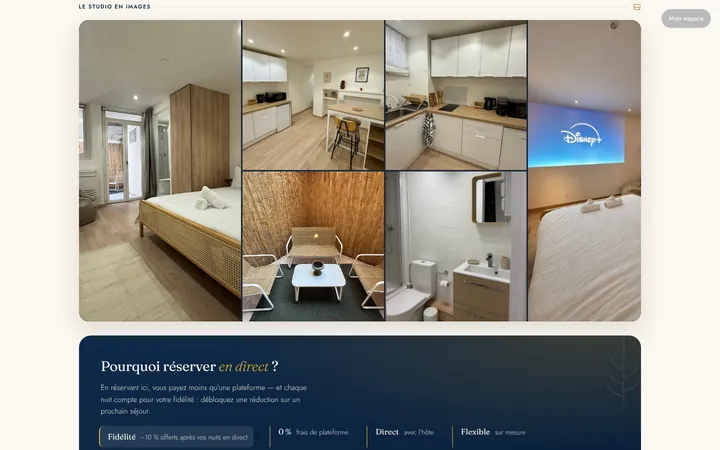 LE STUDIO EN IMAGES
Mon espace
Disney+
Pourquoi réserver en direct ?
En réservant ici, vous payez moins qu'une plateforme — et chaque
nuit compte pour votre fidélité : débloquez une réduction sur un
prochain séjour.
Fidélité −10 % offerts après vos nuits en direct
0 % frais de plateforme
Direct avec l'hôte
Flexible sur mesure